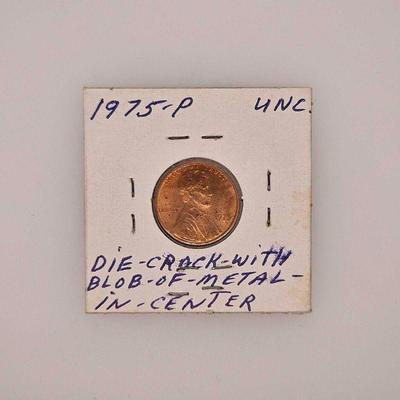 1975-P UNC.
DIE-CRACK-WITH
BLOB-OF-METAL-
IN-CENTER